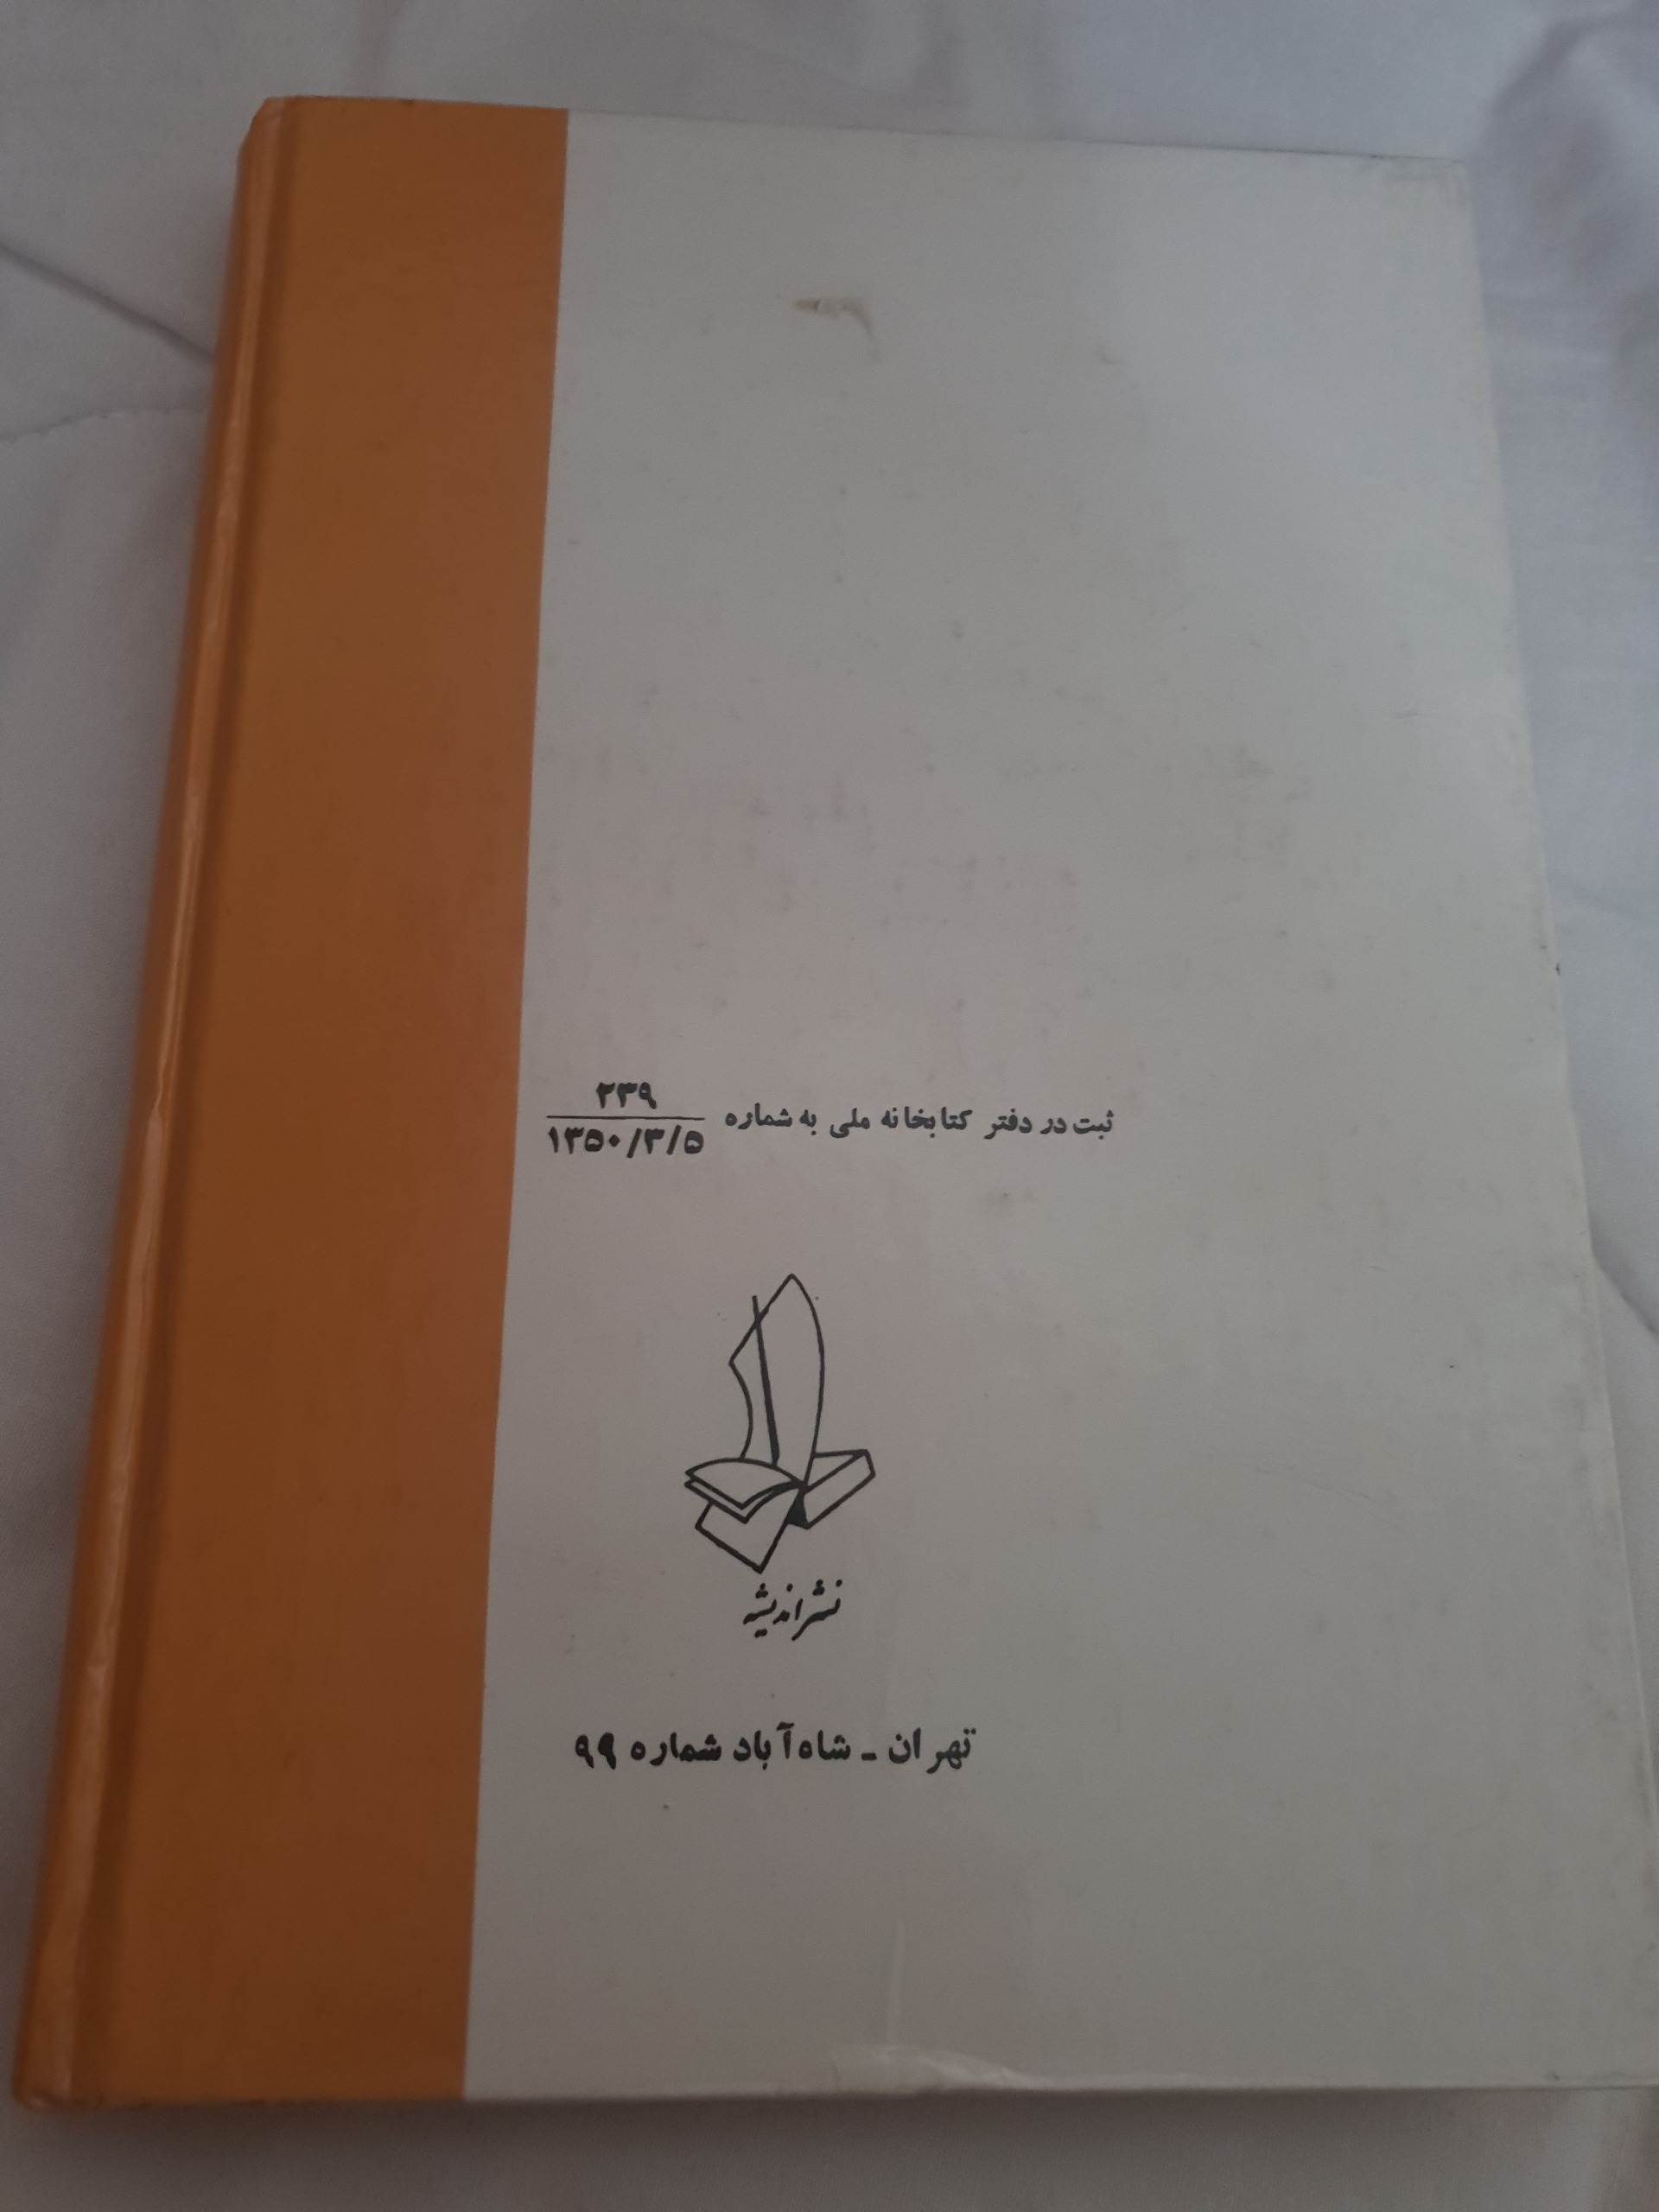 ثبت در دفتر کتابخانه ملی به شماره ۲۳۹
۱۳۵۰/۳/۵
نشر اندیشه
تهران ـ شاه‌آباد شماره ۹۹